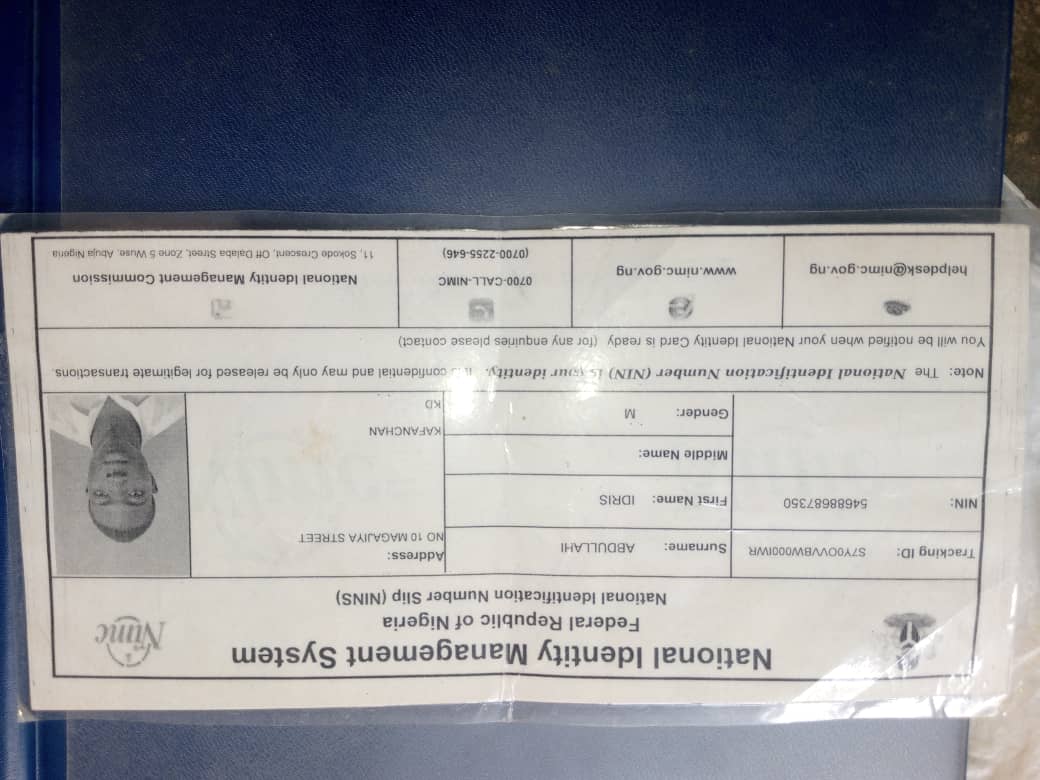 National Identity Management System
Federal Republic of Nigeria
National Identification Number Slip (NINS)
Nimc
Tracking ID: S7Y0OVVBW000IWR
Surname: ABDULLAHI
Address:
NO 10 MAGAJIYA STREET
NIN: 54688687350
First Name: IDRIS
Middle Name:
KAFANCHAN
Gender: M
KD
Note: The National Identification Number (NIN) is your identity. It is confidential and may only be released for legitimate transactions.
You will be notified when your National Identity Card is ready (for any enquiries please contact)
helpdesk@nimc.gov.ng
www.nimc.gov.ng
0700-CALL-NIMC
(0700-2255-646)
National Identity Management Commission
11, Sokode Crescent, Off Dalaba Street, Zone 5 Wuse, Abuja Nigeria